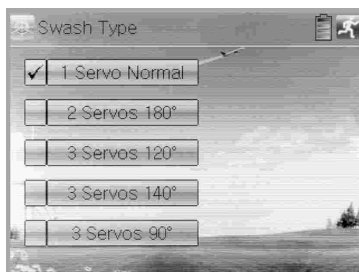 Swash Type
1 Servo Normal
2 Servos 180°
3 Servos 120°
3 Servos 140°
3 Servos 90°